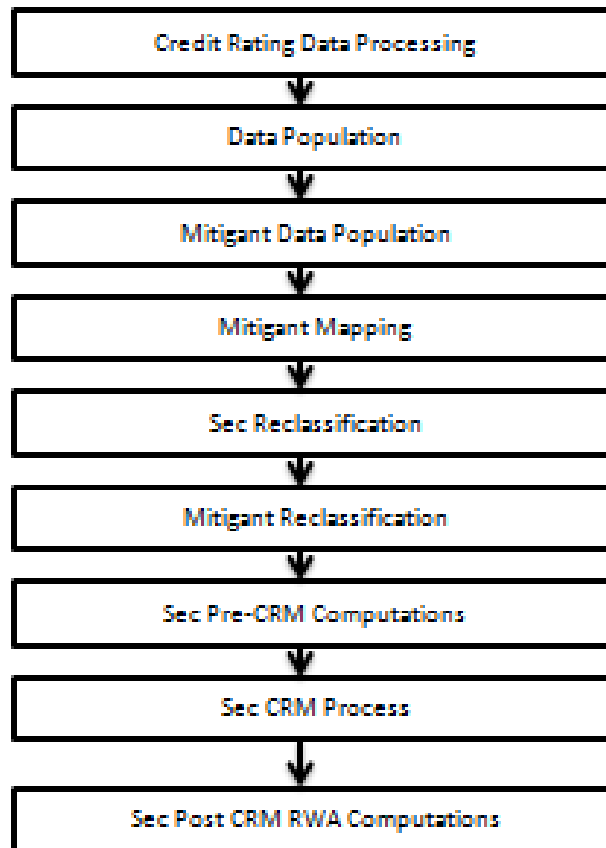 Credit Rating Data Processing
Data Population
Mitigant Data Population
Mitigant Mapping
Sec Reclassification
Mitigant Reclassification
Sec Pre-CRM Computations
Sec CRM Process
Sec Post CRM RWA Computations